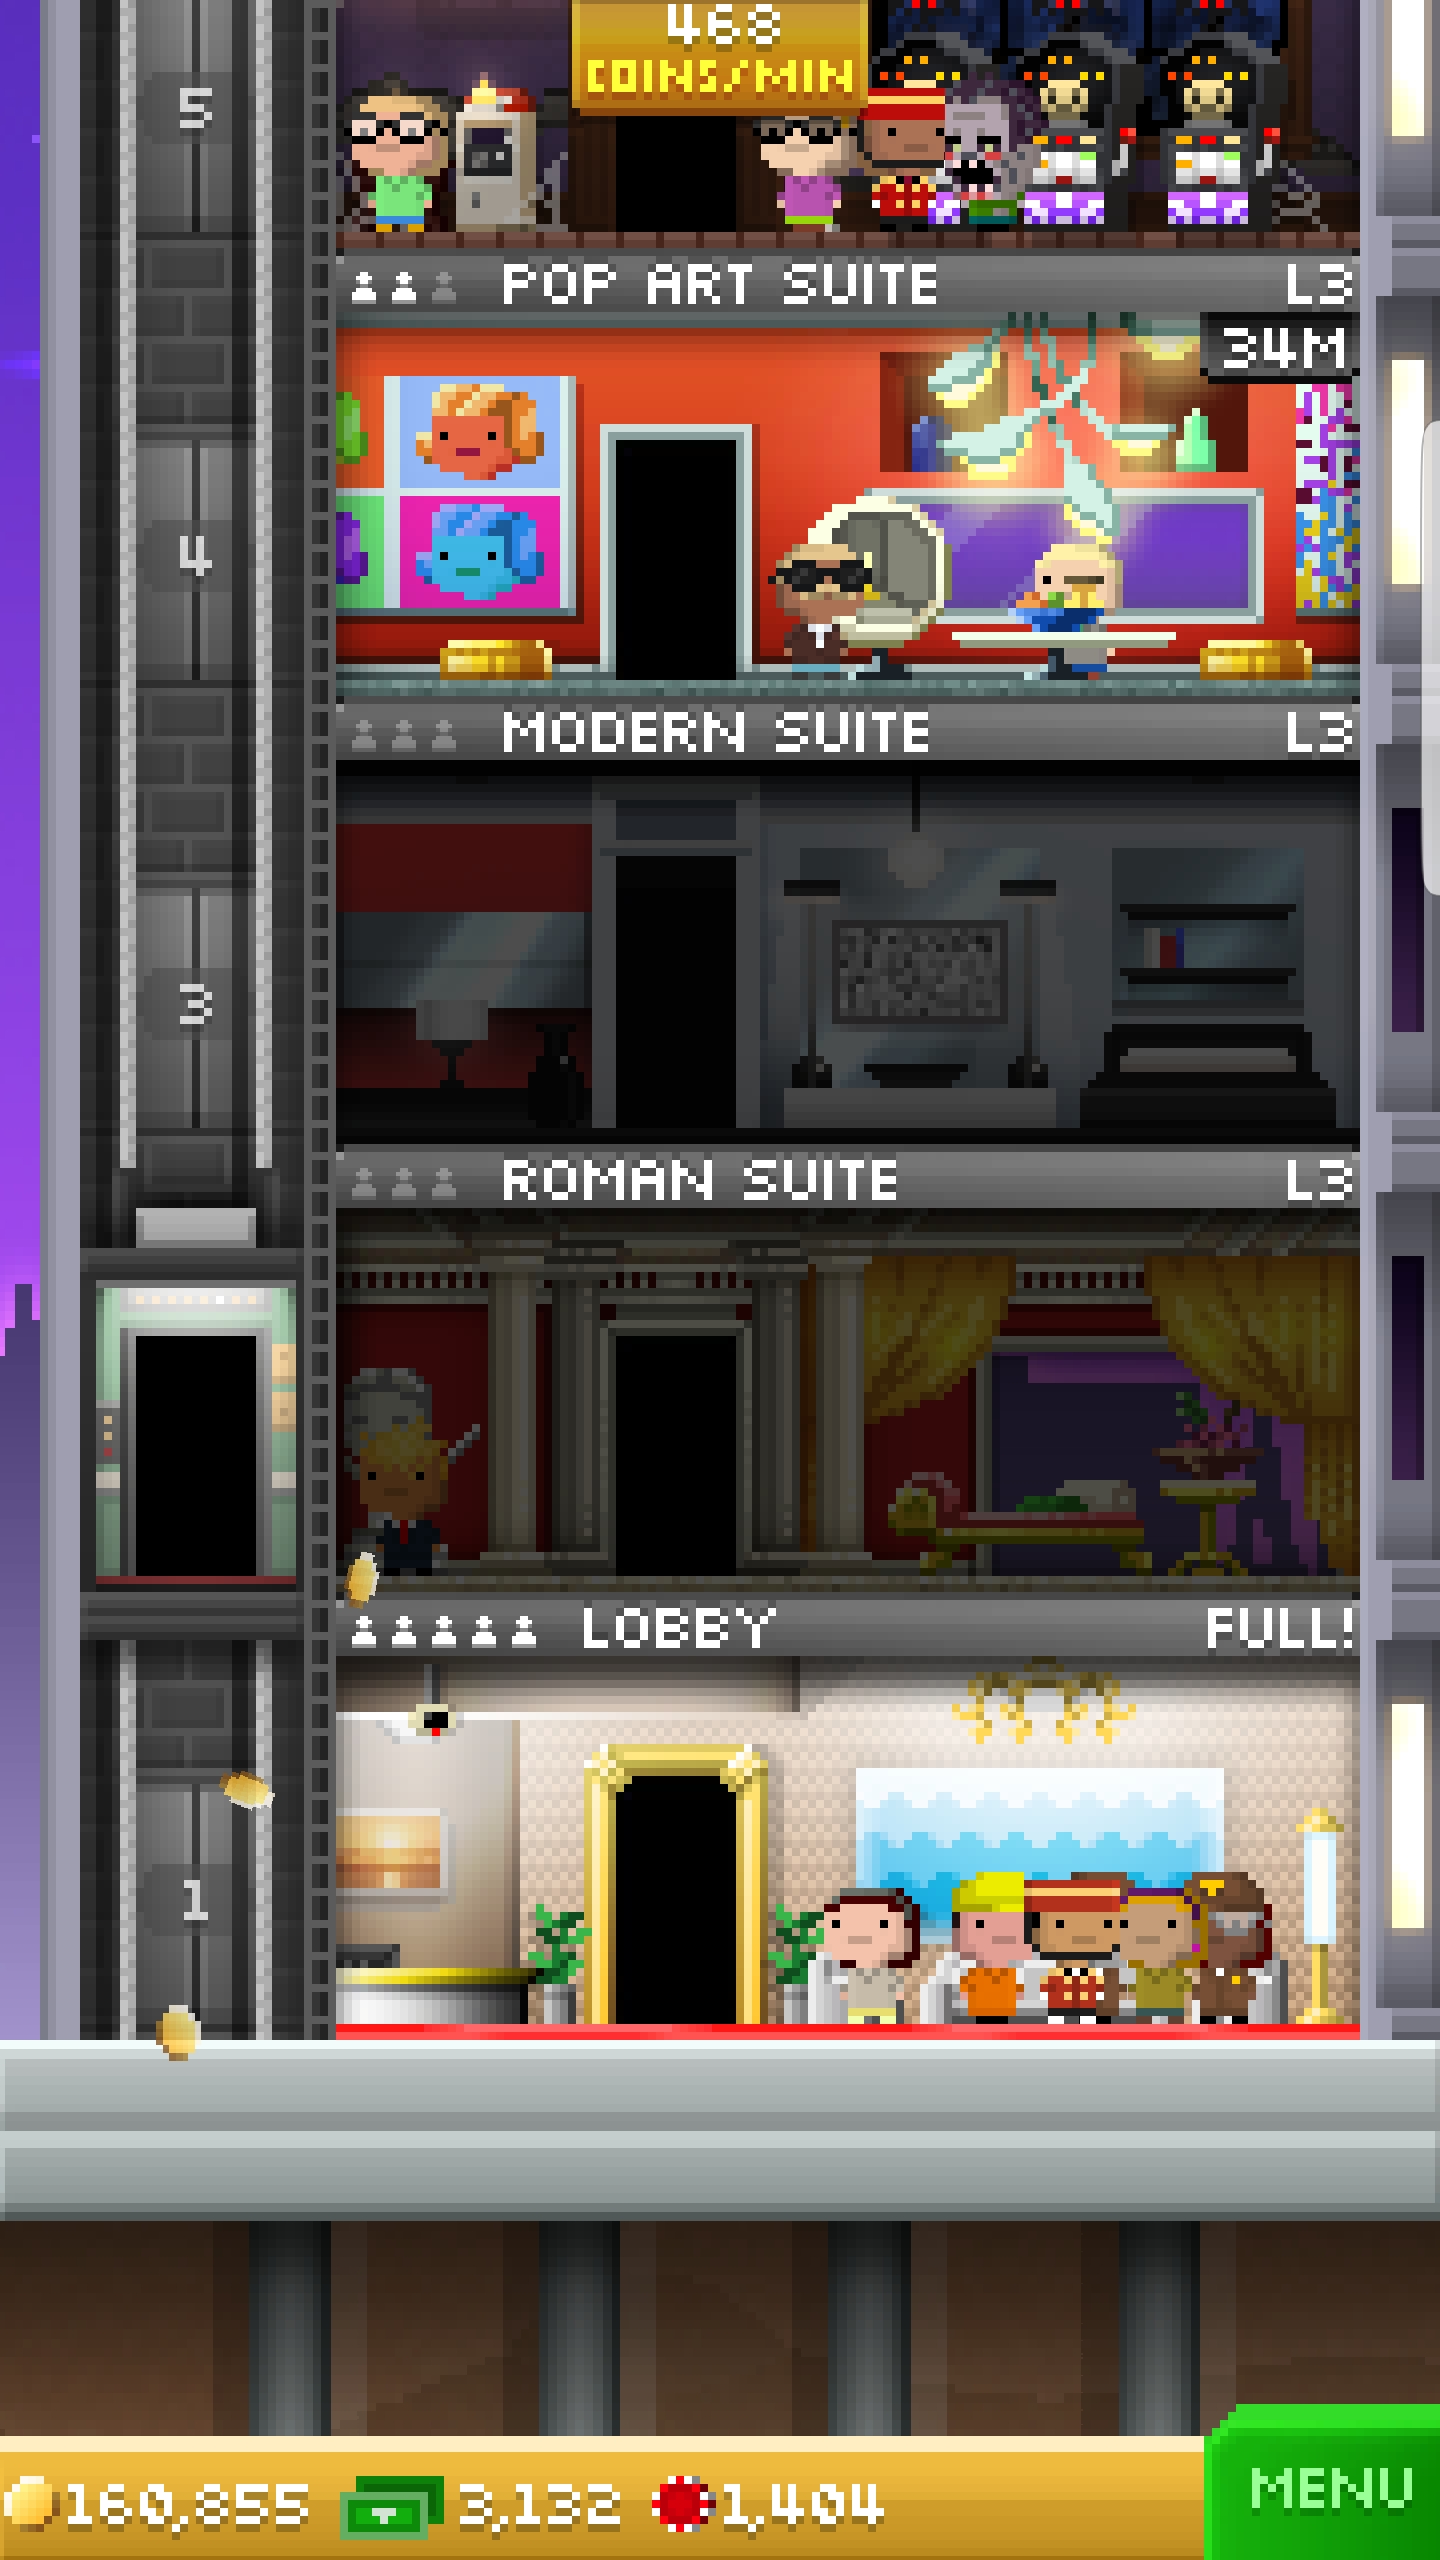 468
COINS/MIN
5
POP ART SUITE L3
34M
4
MODERN SUITE L3
3
ROMAN SUITE L3
LOBBY FULL!
1
160,855 3,132 1,404
MENU